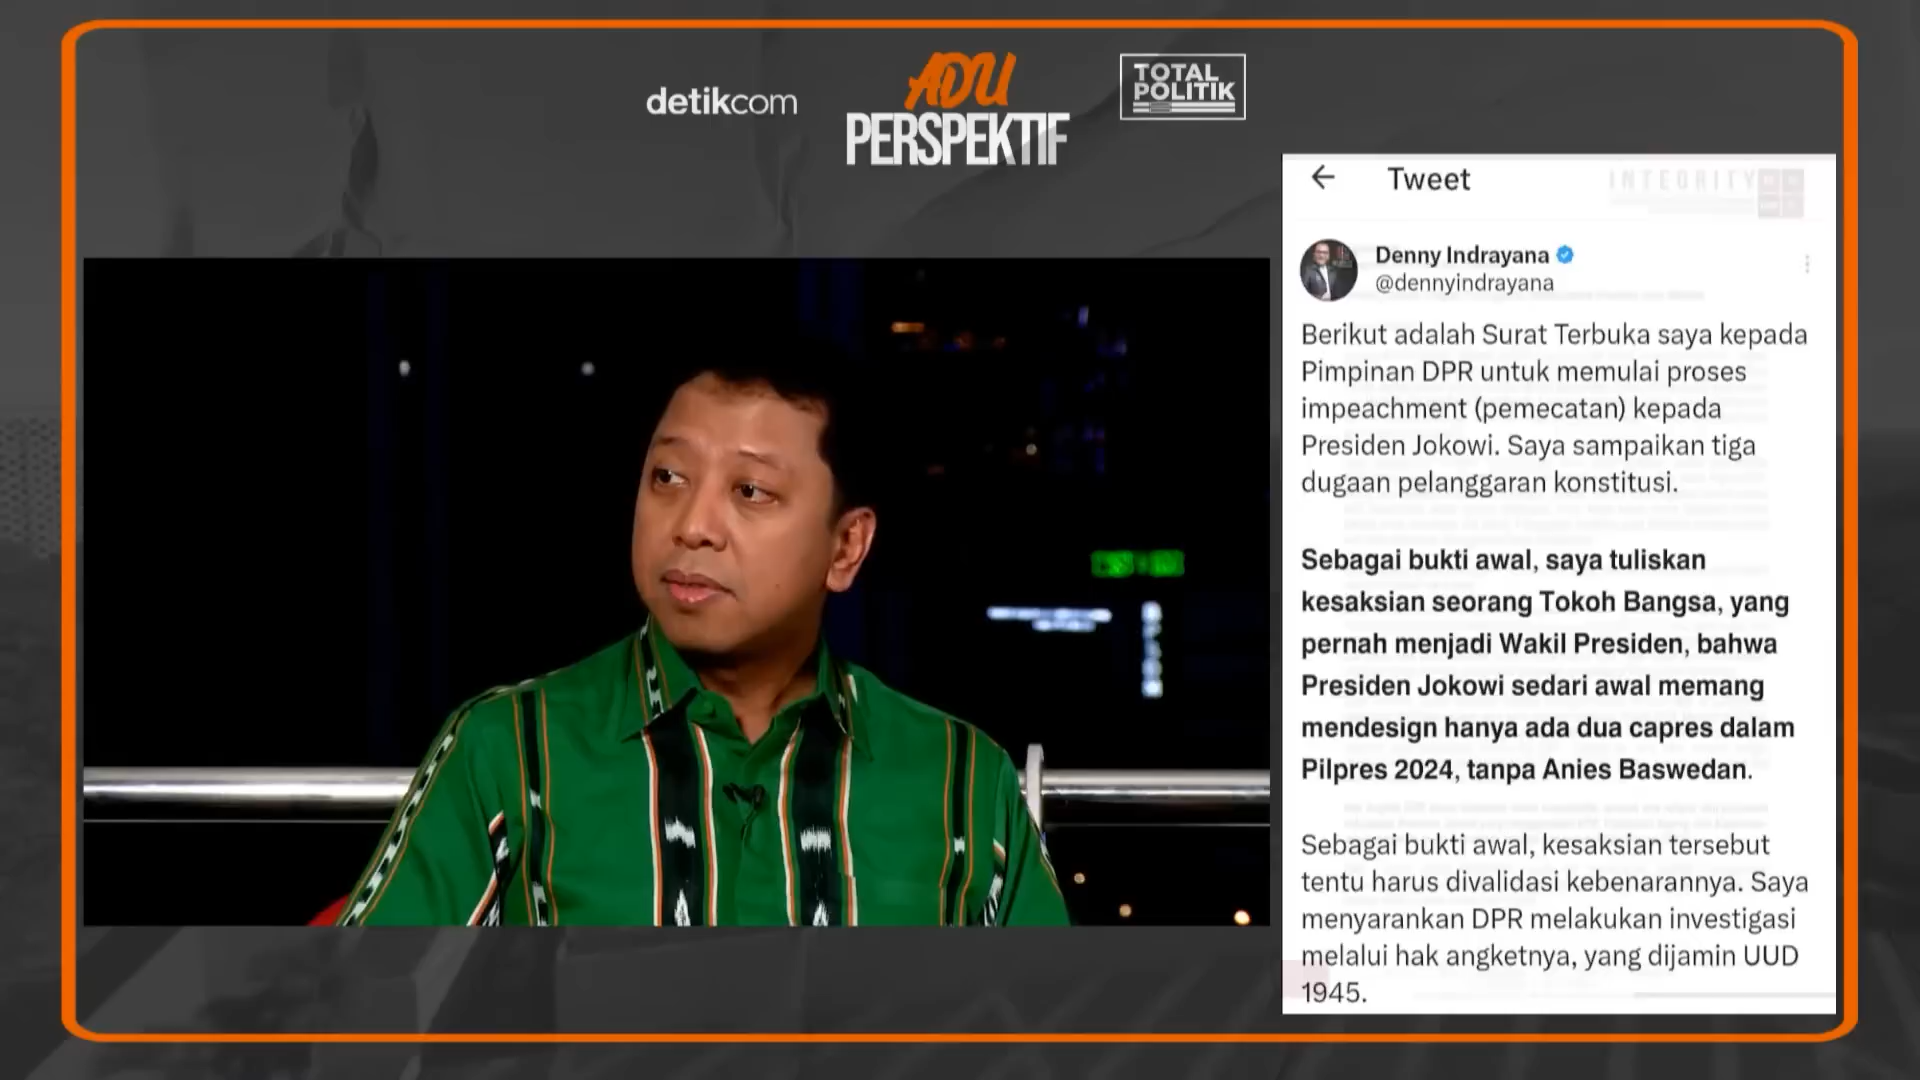 detikcom
ADU
PERSPEKTIF
TOTAL
POLITIK
Tweet
INTEGRITY
Denny Indrayana
@dennyindrayana
Berikut adalah Surat Terbuka saya kepada
Pimpinan DPR untuk memulai proses
impeachment (pemecatan) kepada
Presiden Jokowi. Saya sampaikan tiga
dugaan pelanggaran konstitusi.
Sebagai bukti awal, saya tuliskan
kesaksian seorang Tokoh Bangsa, yang
pernah menjadi Wakil Presiden, bahwa
Presiden Jokowi sedari awal memang
mendesign hanya ada dua capres dalam
Pilpres 2024, tanpa Anies Baswedan.
Sebagai bukti awal, kesaksian tersebut
tentu harus divalidasi kebenarannya. Saya
menyarankan DPR melakukan investigasi
melalui hak angketnya, yang dijamin UUD
1945.